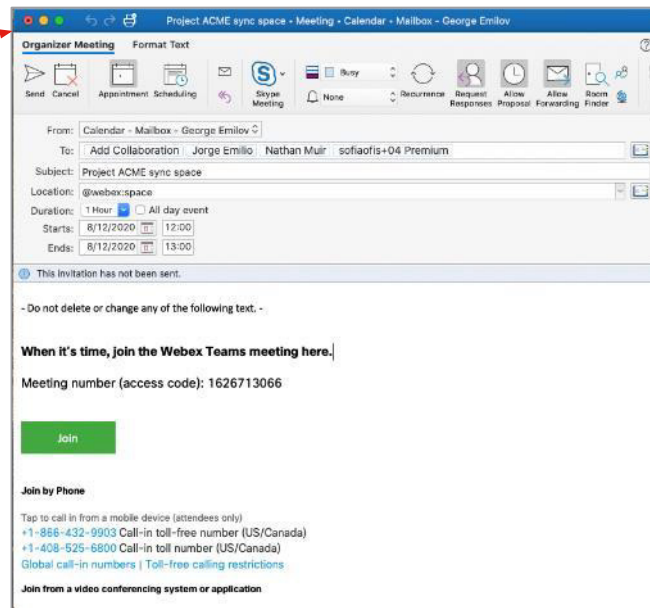 Project ACME sync space • Meeting • Calendar • Mailbox - George Emilov
Organizer Meeting Format Text
Send Cancel Appointment Scheduling Skype Meeting Busy None Recurrence Request Responses Allow Proposal Allow Forwarding Room Finder
From: Calendar - Mailbox - George Emilov
To: Add Collaboration Jorge Emilio Nathan Muir sofiaofis+04 Premium
Subject: Project ACME sync space
Location: @webex:space
Duration: 1 Hour All day event
Starts: 8/12/2020 12:00
Ends: 8/12/2020 13:00
This invitation has not been sent.
- Do not delete or change any of the following text. -
When it's time, join the Webex Teams meeting here.
Meeting number (access code): 1626713066
Join
Join by Phone
Tap to call in from a mobile device (attendees only)
+1-866-432-9903 Call-in toll-free number (US/Canada)
+1-408-525-6800 Call-in toll number (US/Canada)
Global call-in numbers | Toll-free calling restrictions
Join from a video conferencing system or application